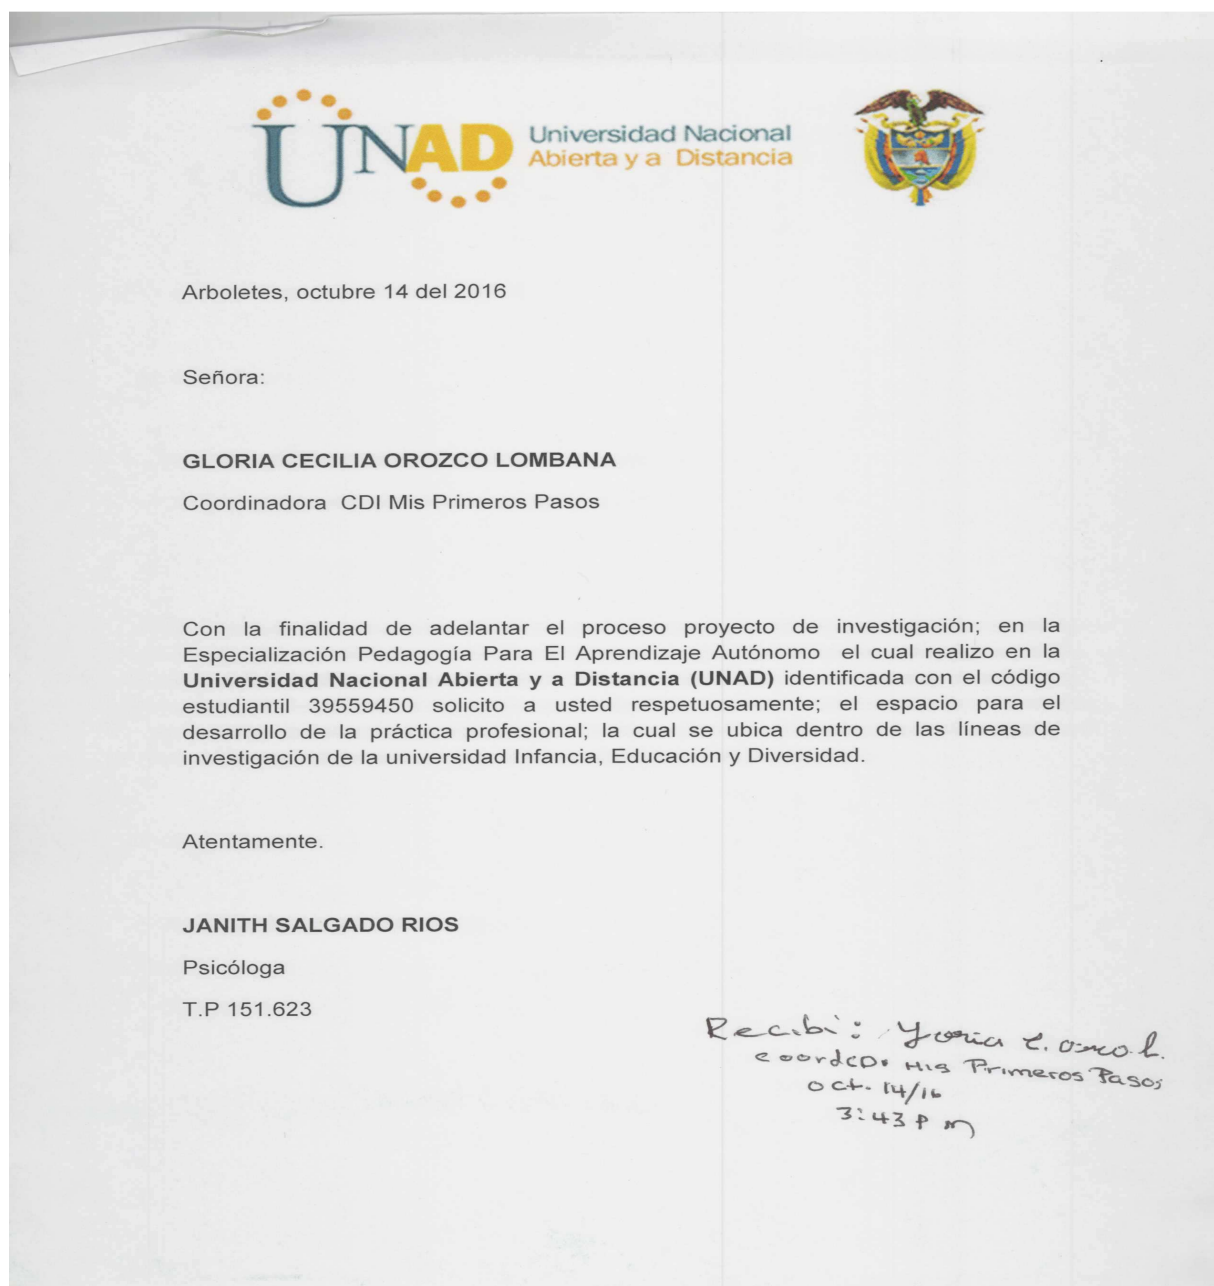 UNAD Universidad Nacional
Abierta y a Distancia
Arboletes, octubre 14 del 2016
Señora:
GLORIA CECILIA OROZCO LOMBANA
Coordinadora CDI Mis Primeros Pasos
Con la finalidad de adelantar el proceso proyecto de investigación; en la
Especialización Pedagogía Para El Aprendizaje Autónomo el cual realizo en la
Universidad Nacional Abierta y a Distancia (UNAD) identificada con el código
estudiantil 39559450 solicito a usted respetuosamente; el espacio para el
desarrollo de la práctica profesional; la cual se ubica dentro de las líneas de
investigación de la universidad Infancia, Educación y Diversidad.
Atentamente.
JANITH SALGADO RIOS
Psicóloga
T.P 151.623
Recibi: Gloria C. Orozco L.
coord CDI Mis Primeros Pasos
oct. 14/16
3:43 P m